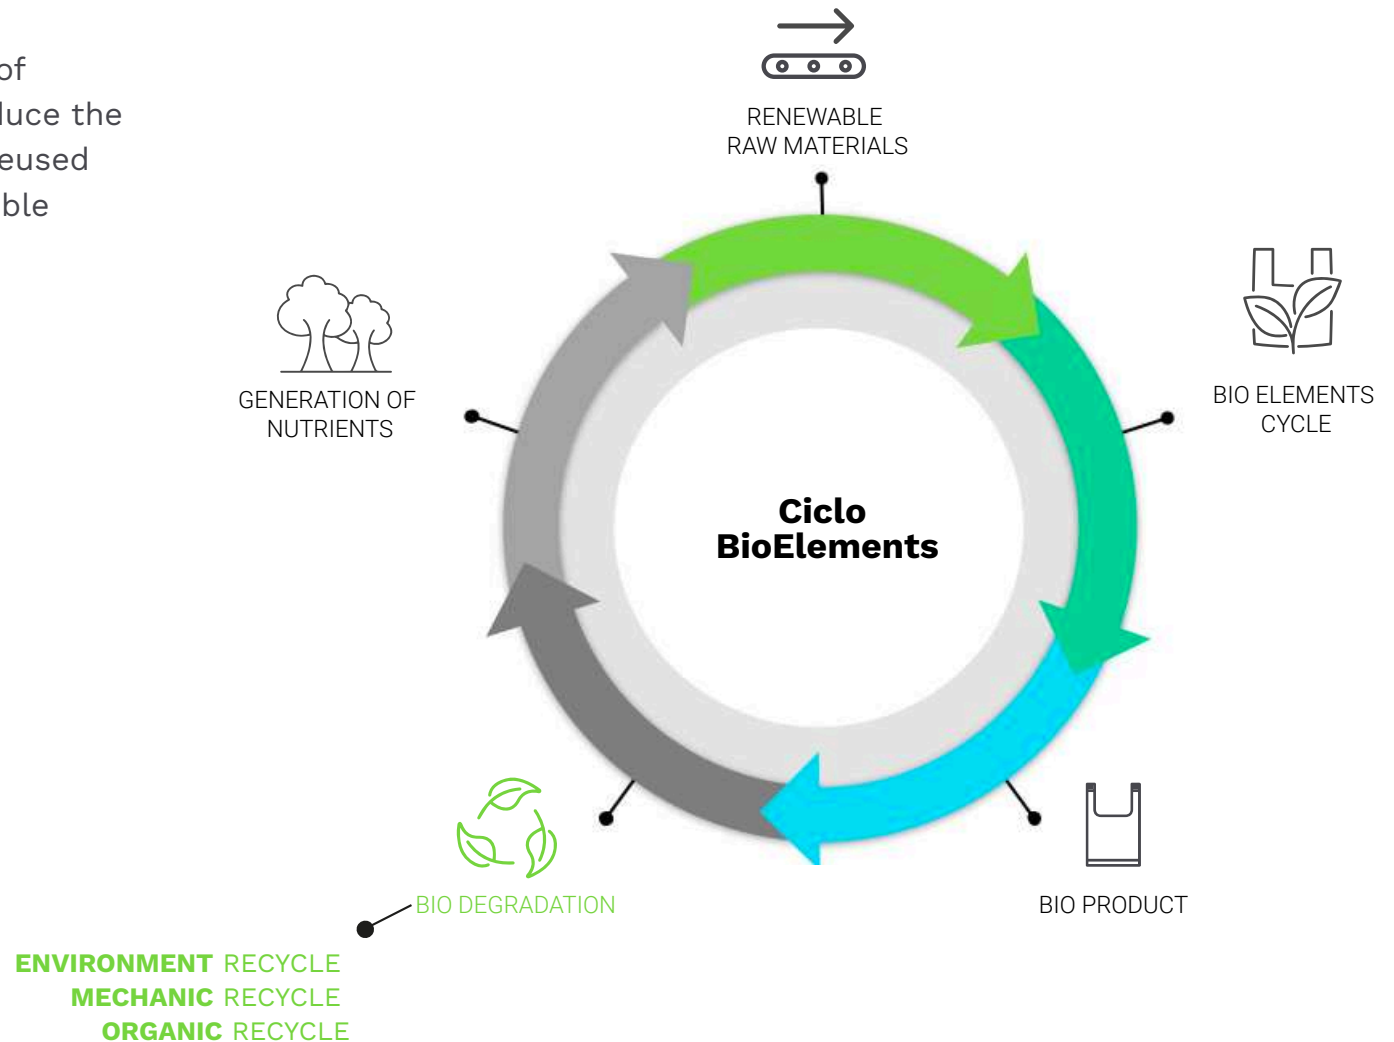 of
duce the
eused
ble
RENEWABLE
RAW MATERIALS
GENERATION OF
NUTRIENTS
BIO ELEMENTS
CYCLE
Ciclo
BioElements
BIO DEGRADATION
BIO PRODUCT
ENVIRONMENT RECYCLE
MECHANIC RECYCLE
ORGANIC RECYCLE